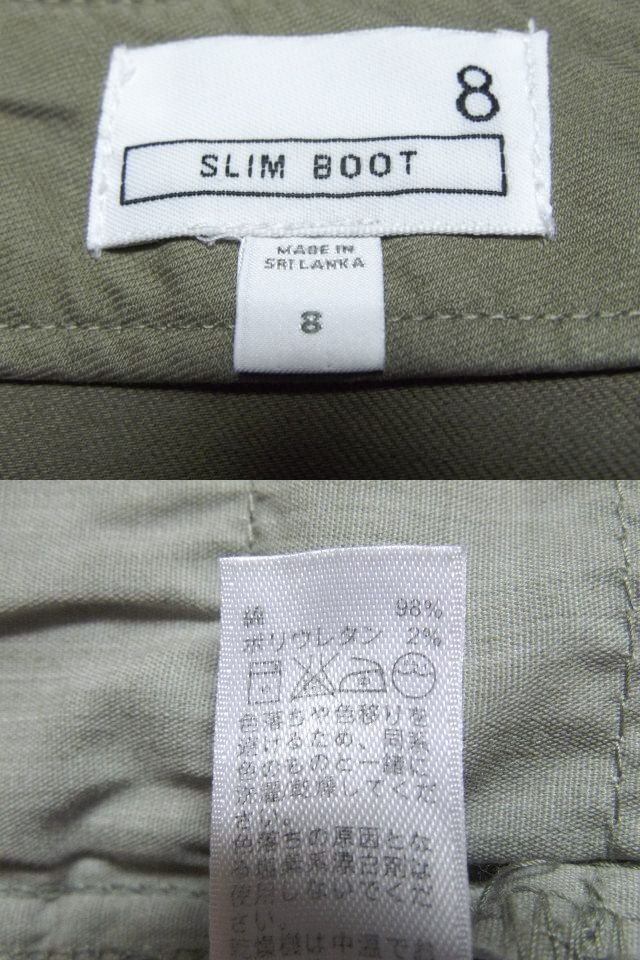 8
SLIM BOOT
MADE IN
SRI LANKA
8
綿 98%
ポリウレタン 2%
色落ちや色移りを
避けるため、同系
色のものと一緒に
洗濯/乾燥してくだ
さい。
色落ちの原因とな
る塩素系漂白剤は
使用しないでくだ
さい。